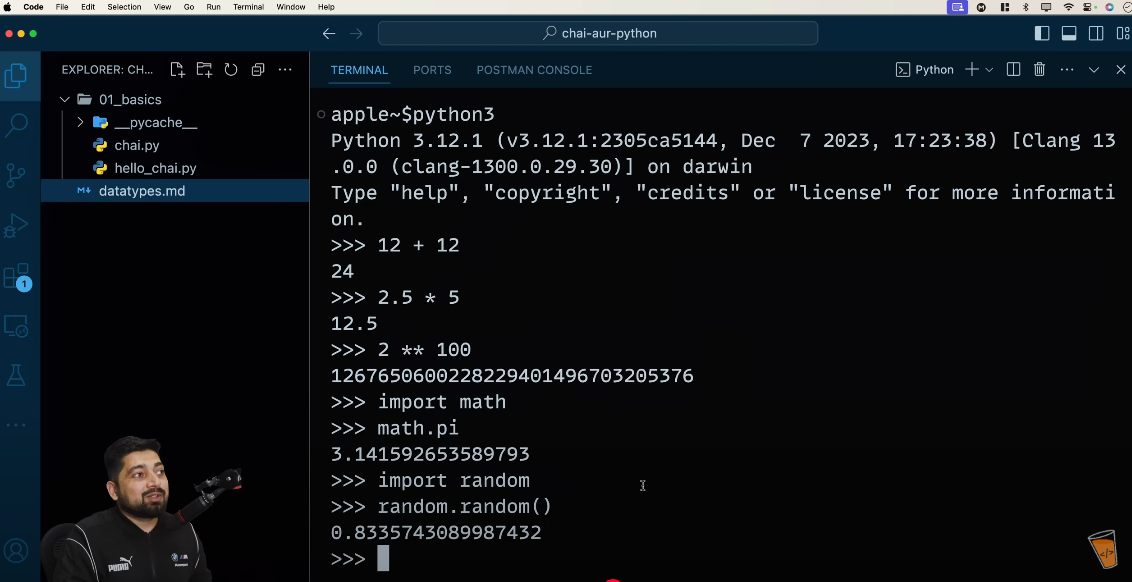 Code File Edit Selection View Go Run Terminal Window Help
chai-aur-python
EXPLORER: CH...
TERMINAL PORTS POSTMAN CONSOLE
Python
01_basics
__pycache__
chai.py
hello_chai.py
datatypes.md
1
apple~$python3
Python 3.12.1 (v3.12.1:2305ca5144, Dec  7 2023, 17:23:38) [Clang 13
.0.0 (clang-1300.0.29.30)] on darwin
Type "help", "copyright", "credits" or "license" for more informati
on.
>>> 12 + 12
24
>>> 2.5 * 5
12.5
>>> 2 ** 100
1267650600228229401496703205376
>>> import math
>>> math.pi
3.141592653589793
>>> import random
>>> random.random()
0.8335743089987432
>>>
PUMA
BMW M
</>